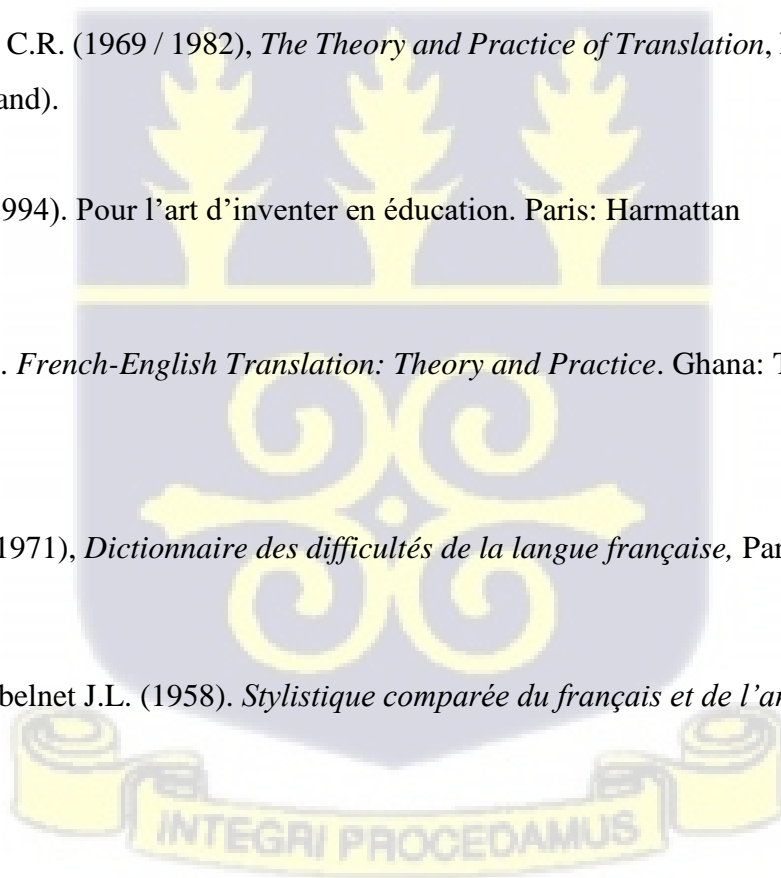 C.R. (1969 / 1982), The Theory and Practice of Translation,
and).
994). Pour l’art d’inventer en éducation. Paris: Harmattan
. French-English Translation: Theory and Practice. Ghana: T
1971), Dictionnaire des difficultés de la langue française, Par
belnet J.L. (1958). Stylistique comparée du français et de l’an
INTEGRI PROCEDAMUS